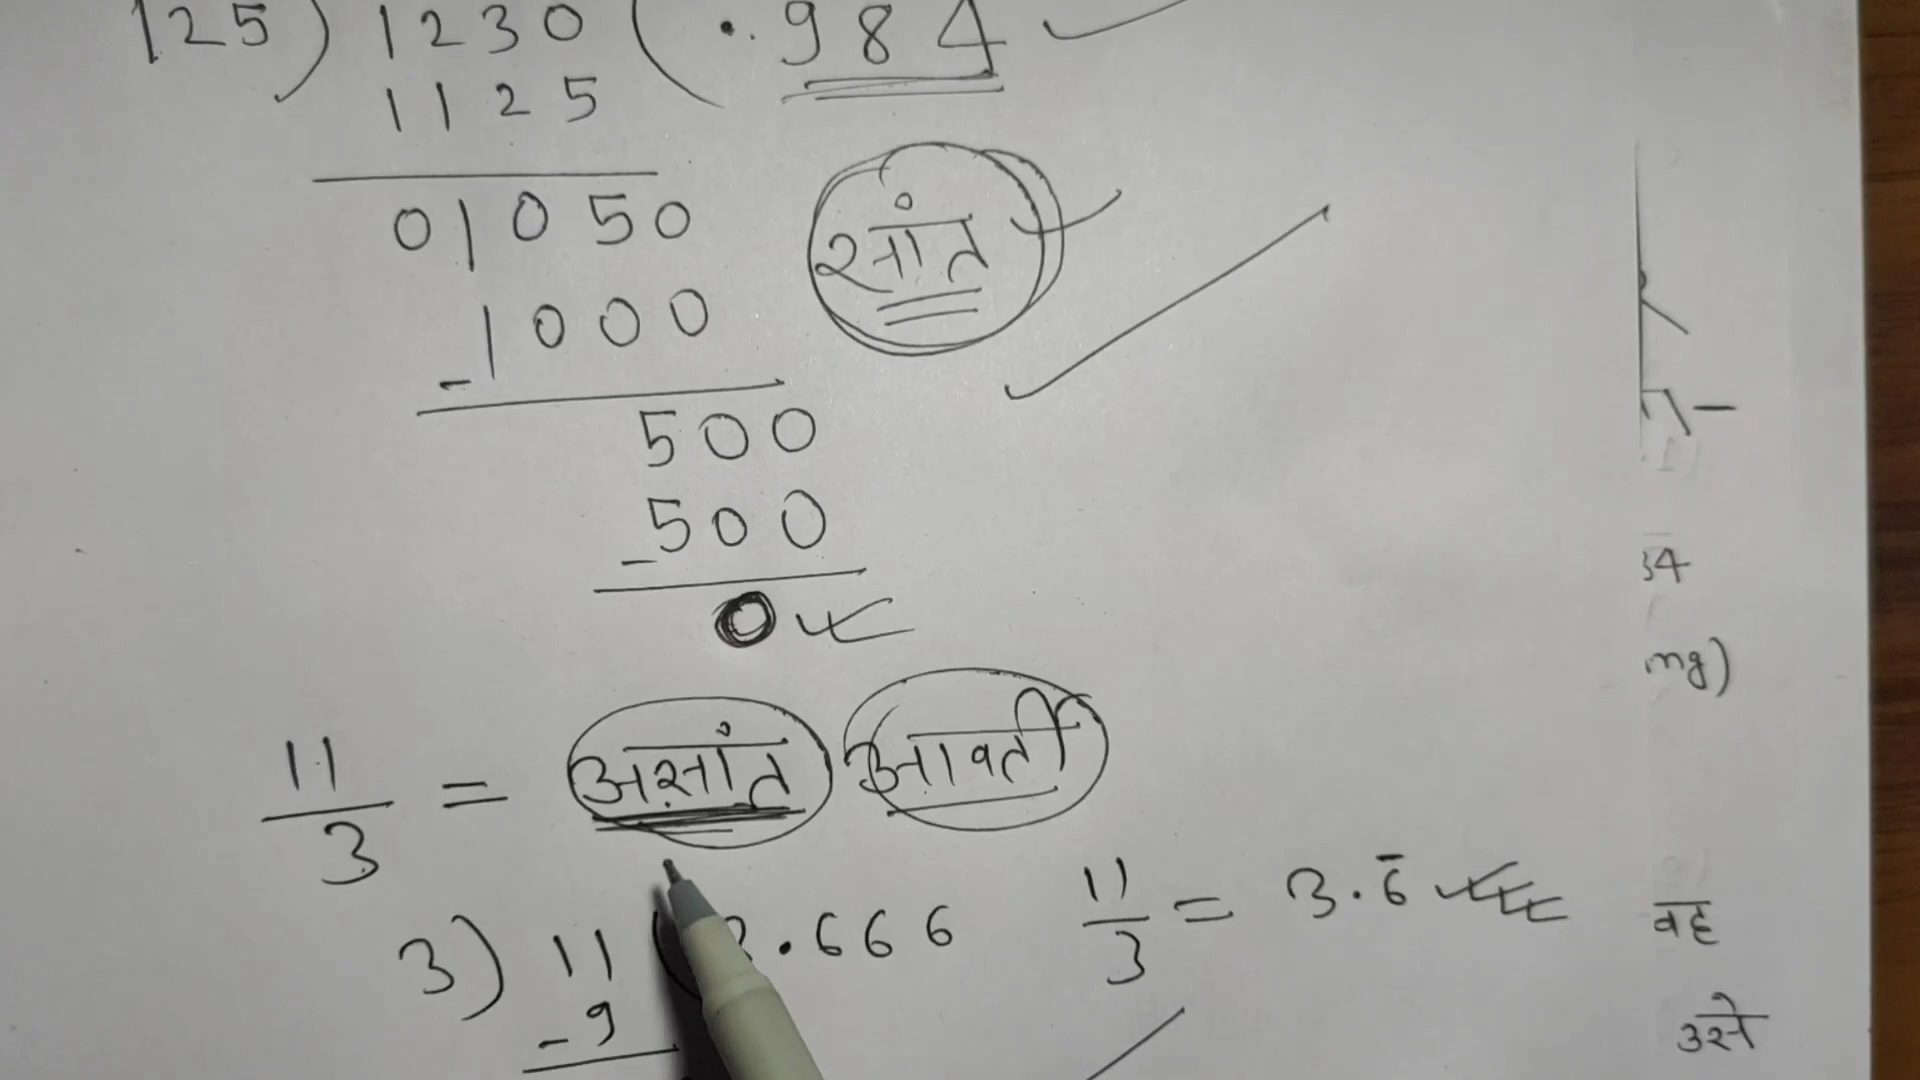 125) 1230 ( .984
1125
01050
सांत
- 1000
500
- 500
0
11/3 = असांत आवर्ती
3) 11 ( .666
- 9
11/3 = 3.6̄
34
mg)
वह
उसे